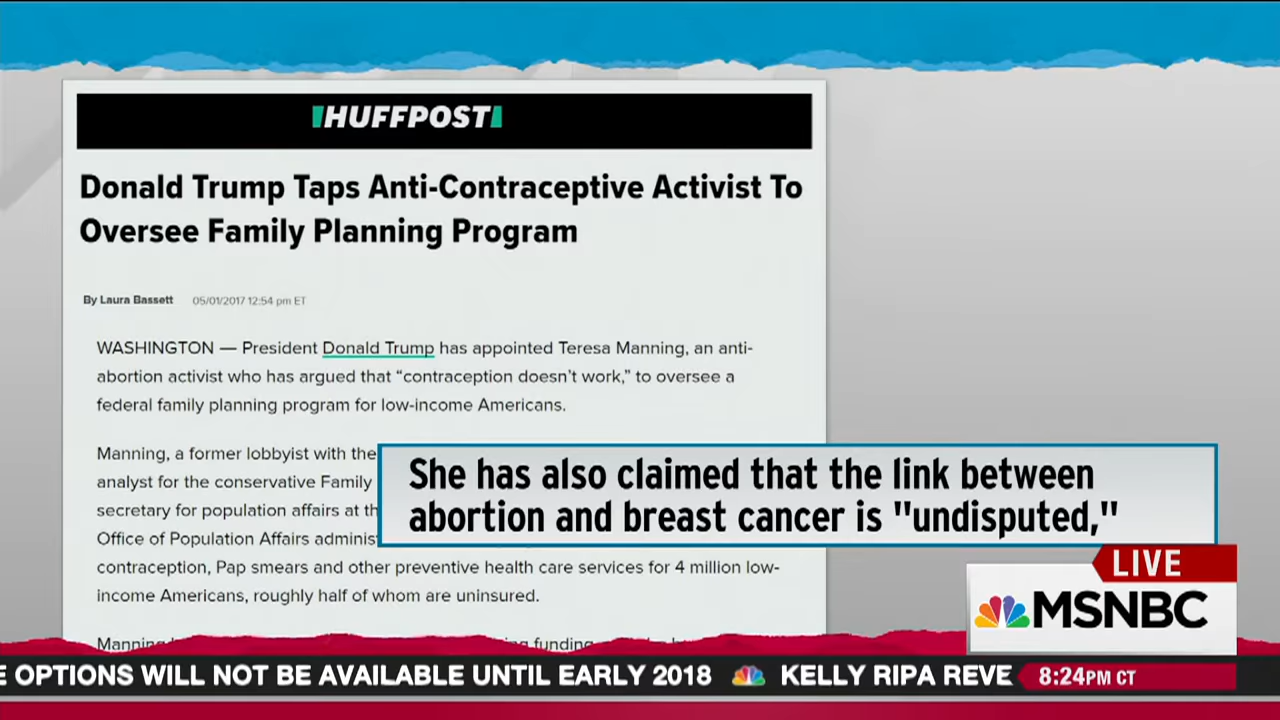 HUFFPOST
Donald Trump Taps Anti-Contraceptive Activist To
Oversee Family Planning Program
By Laura Bassett 05/01/2017 12:54 pm ET
WASHINGTON — President Donald Trump has appointed Teresa Manning, an anti-
abortion activist who has argued that “contraception doesn’t work,” to oversee a
federal family planning program for low-income Americans.
Manning, a former lobbyist with the
analyst for the conservative Family
secretary for population affairs at th
Office of Population Affairs adminis
contraception, Pap smears and other preventive health care services for 4 million low-
income Americans, roughly half of whom are uninsured.
Manning
funding
She has also claimed that the link between
abortion and breast cancer is "undisputed,"
LIVE
MSNBC
E OPTIONS WILL NOT BE AVAILABLE UNTIL EARLY 2018 KELLY RIPA REVE 8:24PM CT